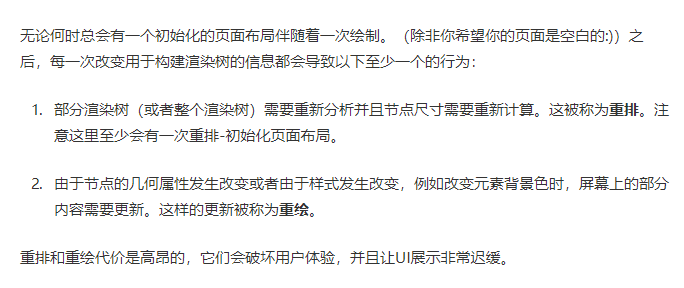 无论何时总会有一个初始化的页面布局伴随着一次绘制。（除非你希望你的页面是空白的:)）之
后，每一次改变用于构建渲染树的信息都会导致以下至少一个的行为：
1. 部分渲染树（或者整个渲染树）需要重新分析并且节点尺寸需要重新计算。这被称为重排。注
意这里至少会有一次重排-初始化页面布局。
2. 由于节点的几何属性发生改变或者由于样式发生改变，例如改变元素背景色时，屏幕上的部分
内容需要更新。这样的更新被称为重绘。
重排和重绘代价是高昂的，它们会破坏用户体验，并且让UI展示非常迟缓。